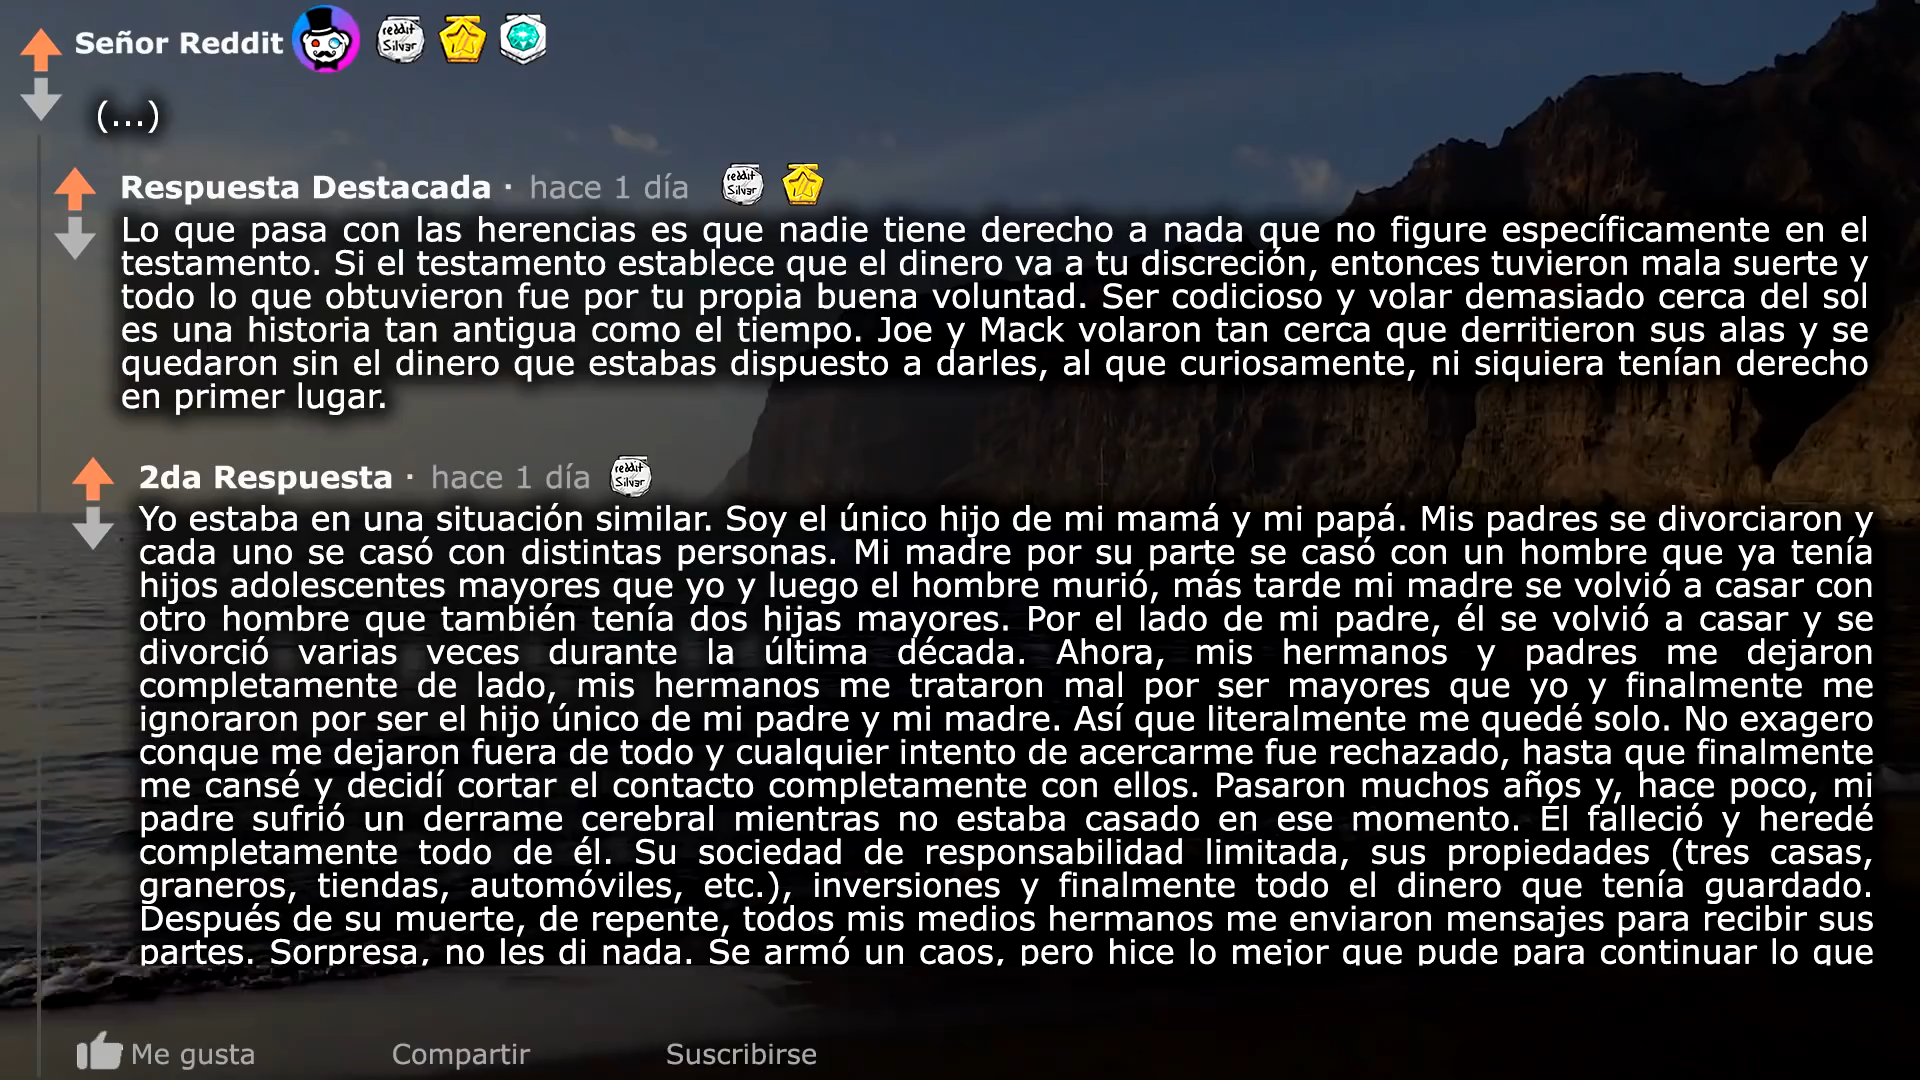 Señor Reddit
reddit
Silver
(...)
Respuesta Destacada · hace 1 día
reddit
Silver
Lo que pasa con las herencias es que nadie tiene derecho a nada que no figure específicamente en el
testamento. Si el testamento establece que el dinero va a tu discreción, entonces tuvieron mala suerte y
todo lo que obtuvieron fue por tu propia buena voluntad. Ser codicioso y volar demasiado cerca del sol
es una historia tan antigua como el tiempo. Joe y Mack volaron tan cerca que derritieron sus alas y se
quedaron sin el dinero que estabas dispuesto a darles, al que curiosamente, ni siquiera tenían derecho
en primer lugar.
2da Respuesta · hace 1 día
reddit
Silver
Yo estaba en una situación similar. Soy el único hijo de mi mamá y mi papá. Mis padres se divorciaron y
cada uno se casó con distintas personas. Mi madre por su parte se casó con un hombre que ya tenía
hijos adolescentes mayores que yo y luego el hombre murió, más tarde mi madre se volvió a casar con
otro hombre que también tenía dos hijas mayores. Por el lado de mi padre, él se volvió a casar y se
divorció varias veces durante la última década. Ahora, mis hermanos y padres me dejaron
completamente de lado, mis hermanos me trataron mal por ser mayores que yo y finalmente me
ignoraron por ser el hijo único de mi padre y mi madre. Así que literalmente me quedé solo. No exagero
conque me dejaron fuera de todo y cualquier intento de acercarme fue rechazado, hasta que finalmente
me cansé y decidí cortar el contacto completamente con ellos. Pasaron muchos años y, hace poco, mi
padre sufrió un derrame cerebral mientras no estaba casado en ese momento. Él falleció y heredé
completamente todo de él. Su sociedad de responsabilidad limitada, sus propiedades (tres casas,
graneros, tiendas, automóviles, etc.), inversiones y finalmente todo el dinero que tenía guardado.
Después de su muerte, de repente, todos mis medios hermanos me enviaron mensajes para recibir sus
partes. Sorpresa, no les di nada. Se armó un caos, pero hice lo mejor que pude para continuar lo que
Me gusta Compartir Suscribirse